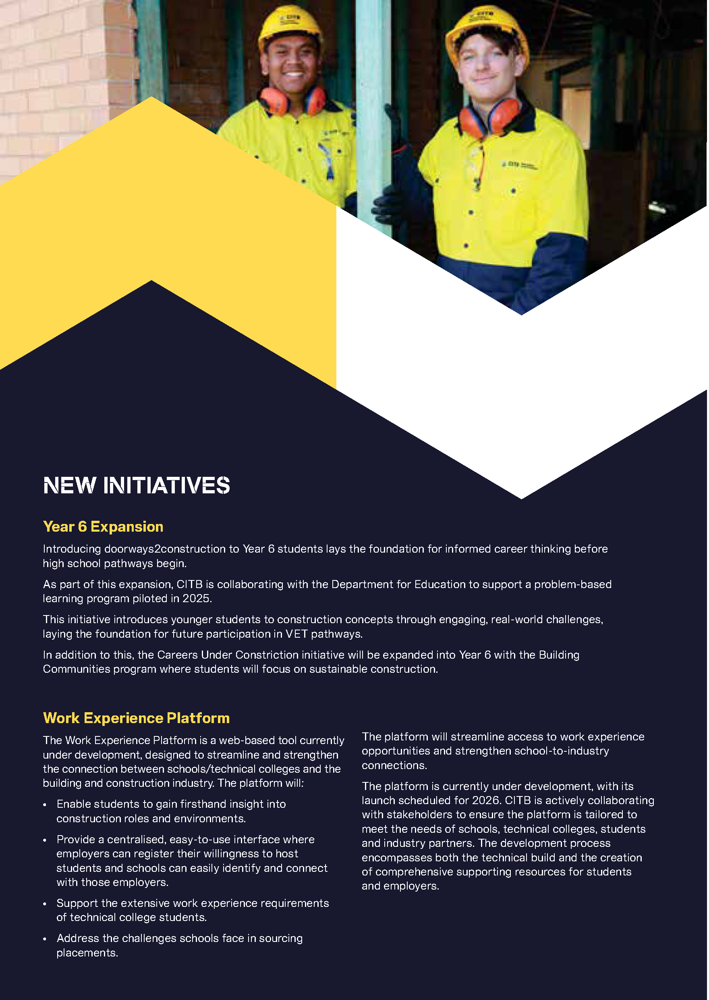 CITB
CITB
CITB
NEW INITIATIVES
Year 6 Expansion
Introducing doorways2construction to Year 6 students lays the foundation for informed career thinking before
high school pathways begin.
As part of this expansion, CITB is collaborating with the Department for Education to support a problem-based
learning program piloted in 2025.
This initiative introduces younger students to construction concepts through engaging, real-world challenges,
laying the foundation for future participation in VET pathways.
In addition to this, the Careers Under Constriction initiative will be expanded into Year 6 with the Building
Communities program where students will focus on sustainable construction.
Work Experience Platform
The Work Experience Platform is a web-based tool currently
under development, designed to streamline and strengthen
the connection between schools/technical colleges and the
building and construction industry. The platform will:
• Enable students to gain firsthand insight into
construction roles and environments.
• Provide a centralised, easy-to-use interface where
employers can register their willingness to host
students and schools can easily identify and connect
with those employers.
• Support the extensive work experience requirements
of technical college students.
• Address the challenges schools face in sourcing
placements.
The platform will streamline access to work experience
opportunities and strengthen school-to-industry
connections.
The platform is currently under development, with its
launch scheduled for 2026. CITB is actively collaborating
with stakeholders to ensure the platform is tailored to
meet the needs of schools, technical colleges, students
and industry partners. The development process
encompasses both the technical build and the creation
of comprehensive supporting resources for students
and employers.